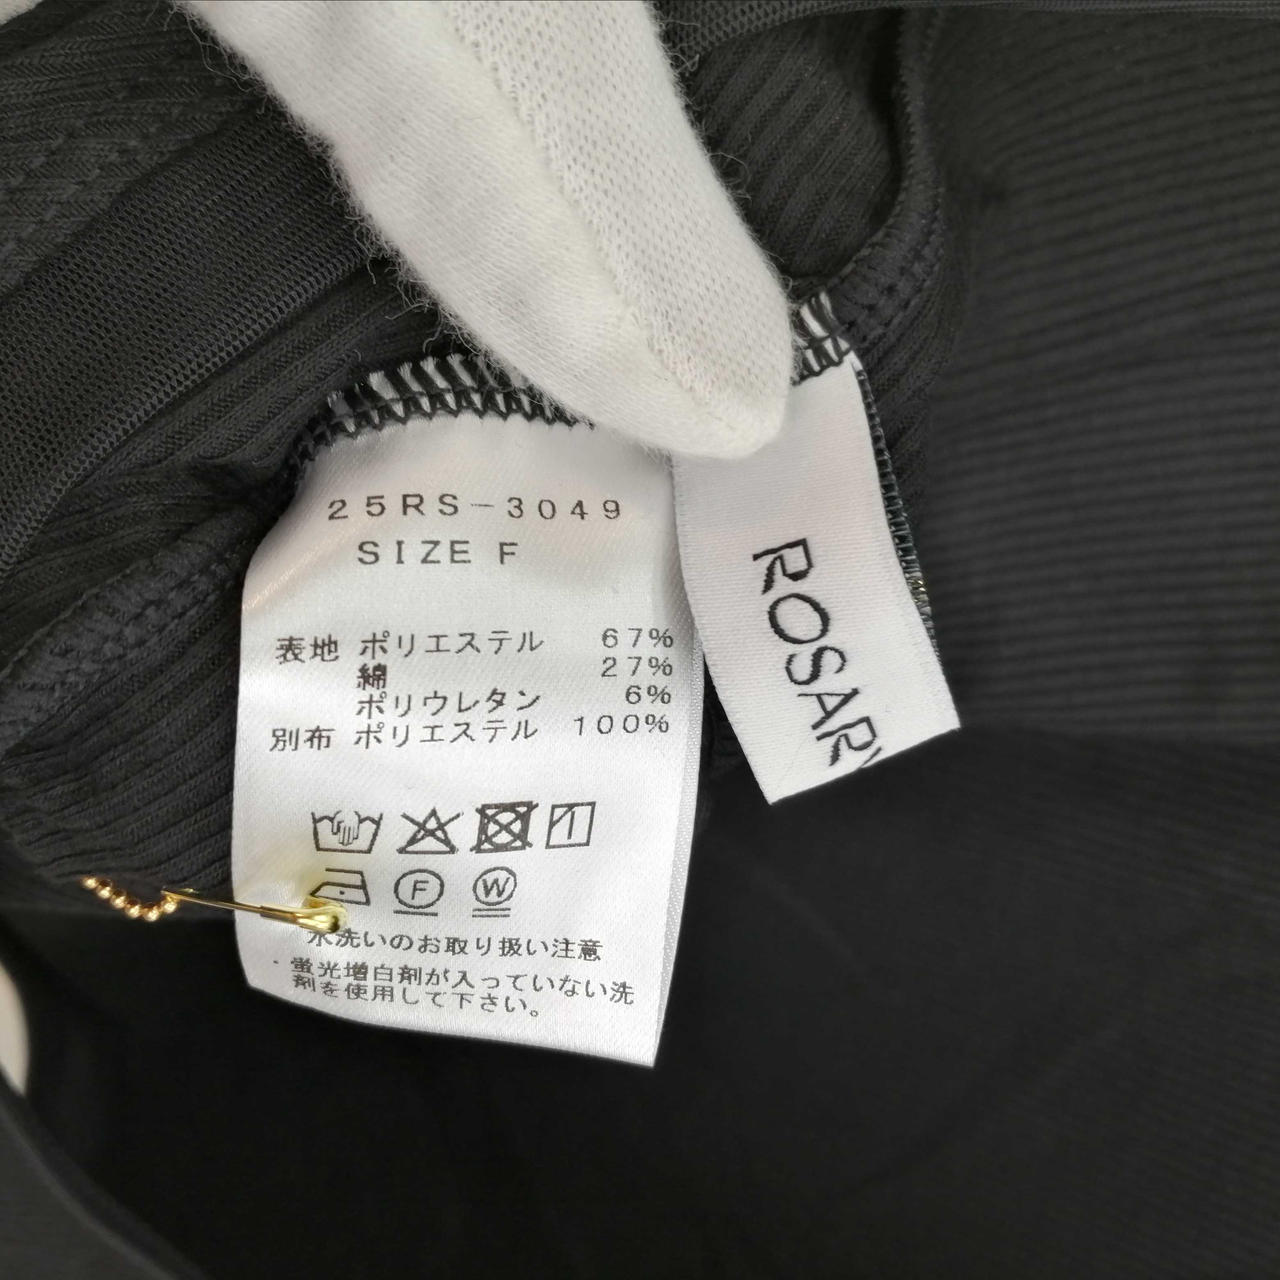 25RS-3049
SIZE F
表地 ポリエステル 67%
綿 27%
ポリウレタン 6%
別布 ポリエステル 100%
F
W
水洗いのお取り扱い注意
・蛍光増白剤が入っていない洗
剤を使用して下さい。
ROSARY